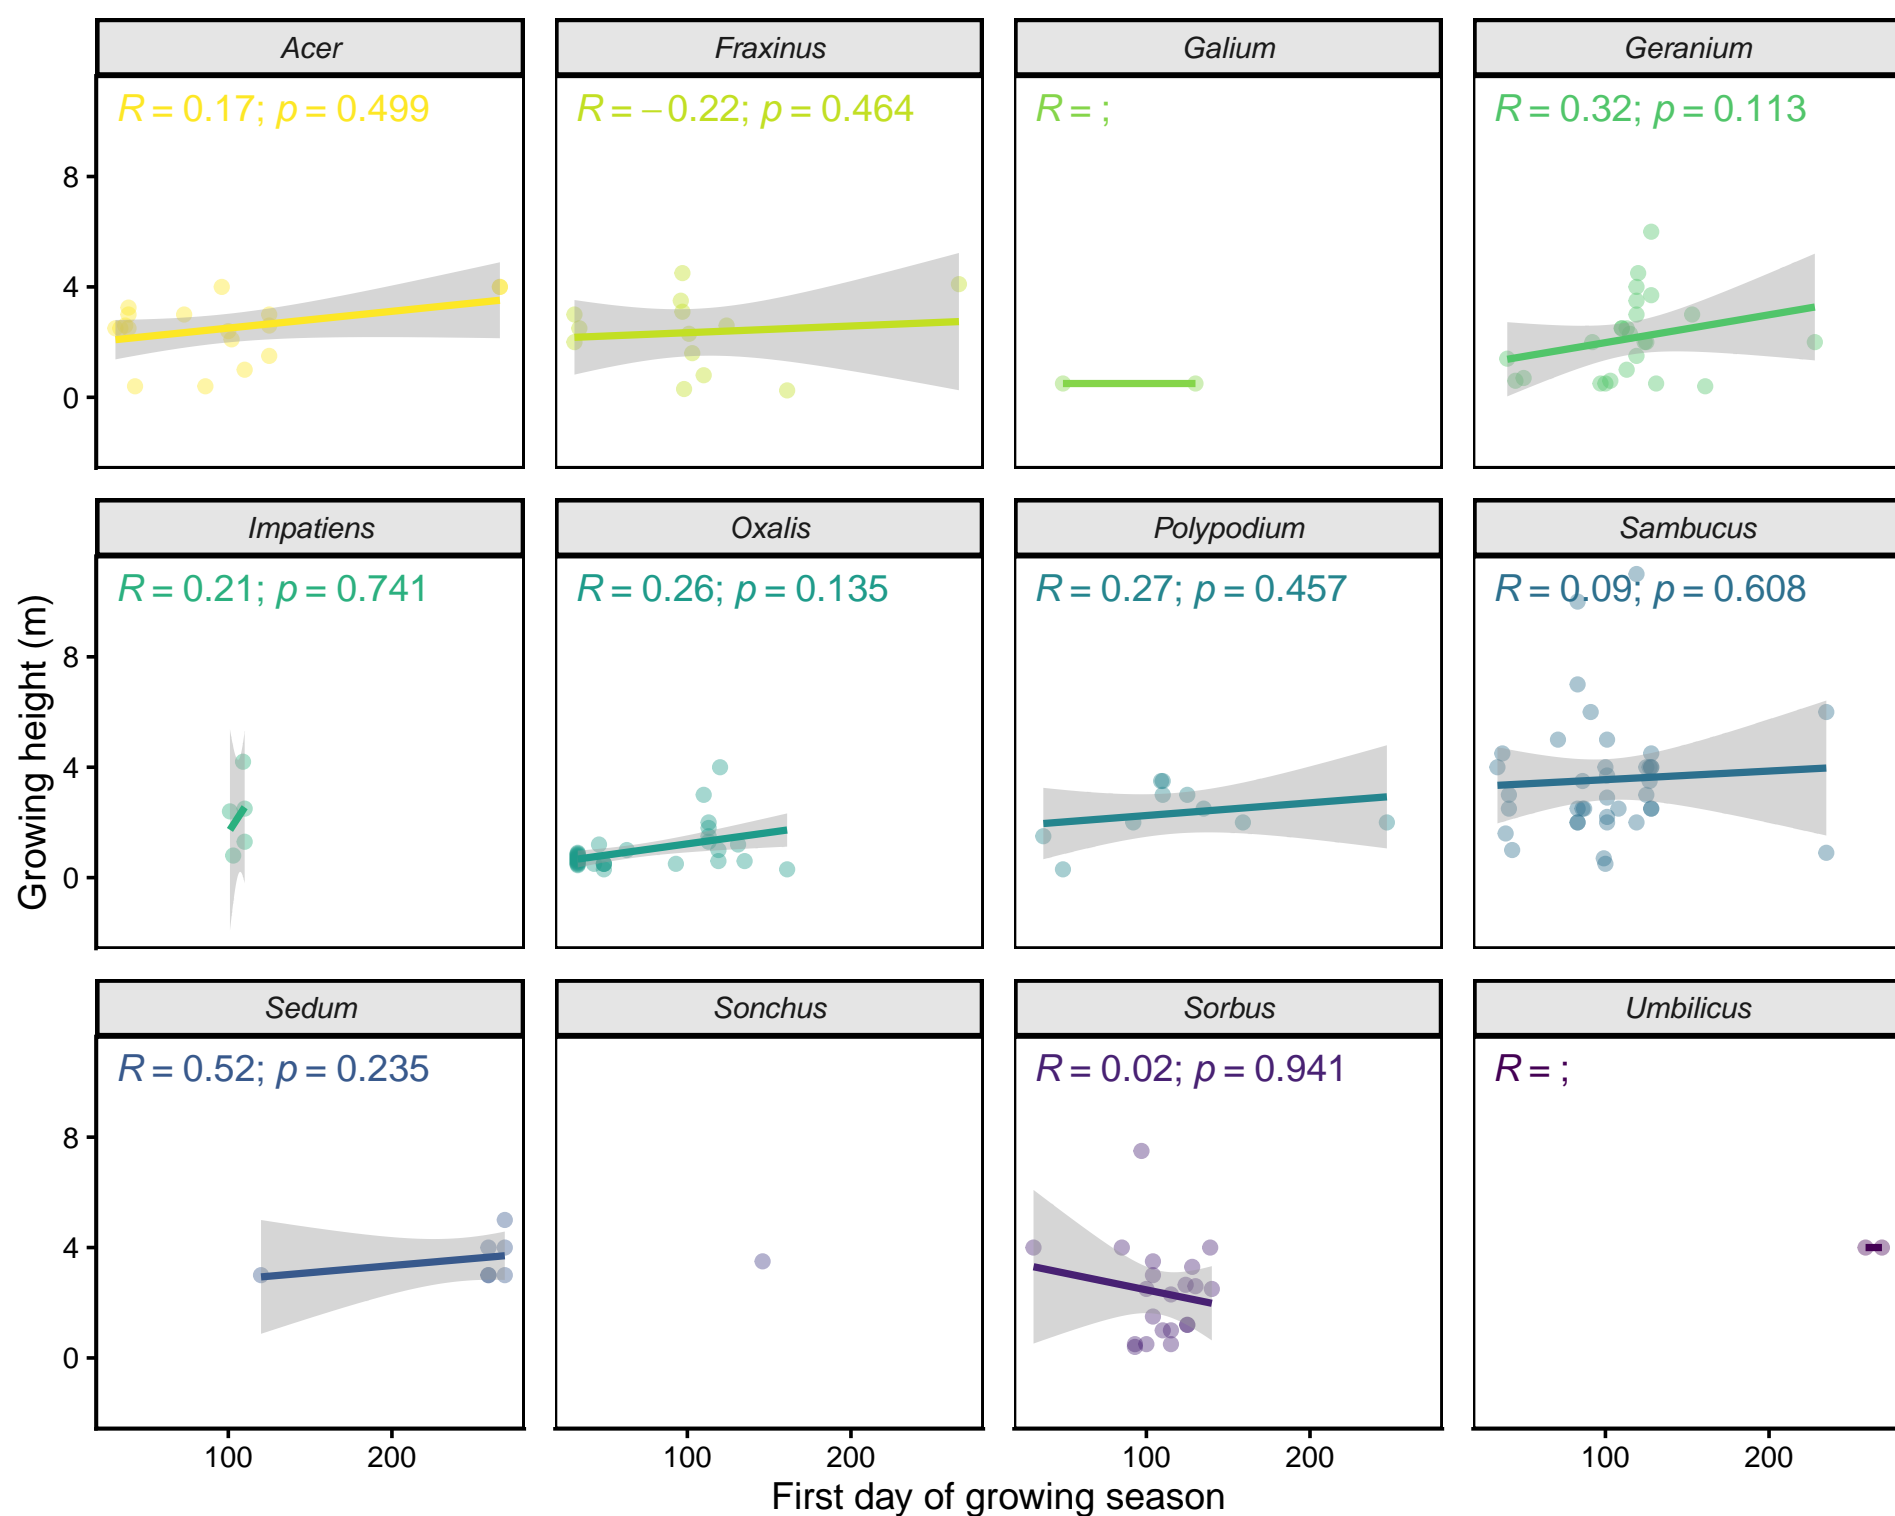 Acer Fraxinus Galium Geranium
R = 0.17; p = 0.499 R = −0.22; p = 0.464 R = ; R = 0.32; p = 0.113
8
4
0
Impatiens Oxalis Polypodium Sambucus
R = 0.21; p = 0.741 R = 0.26; p = 0.135 R = 0.27; p = 0.457 R = 0.09; p = 0.608
8
4
0
Growing height (m)
Sedum Sonchus Sorbus Umbilicus
R = 0.52; p = 0.235 R = 0.02; p = 0.941 R = ;
8
4
0
100 200 100 200 100 200 100 200
First day of growing season